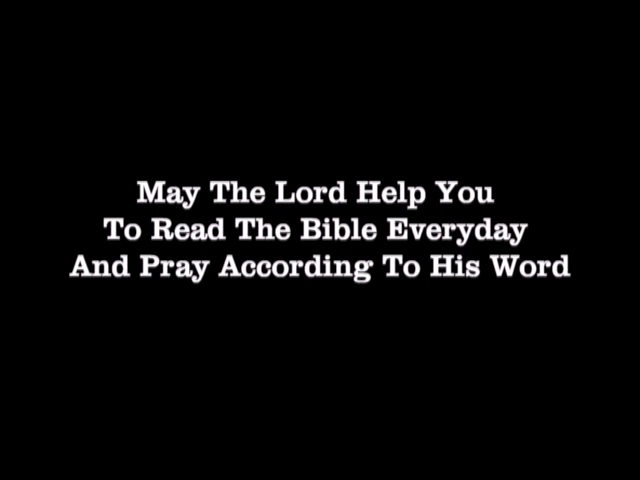 May The Lord Help You
To Read The Bible Everyday
And Pray According To His Word